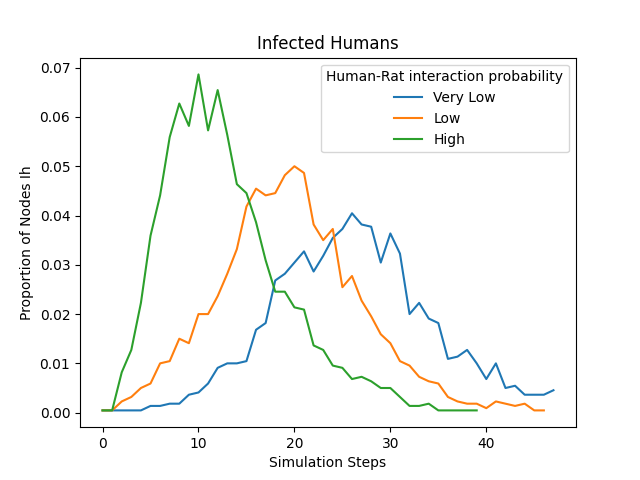 Infected Humans
Human-Rat interaction probability
Very Low
Low
High
Proportion of Nodes Ih
0.07
0.06
0.05
0.04
0.03
0.02
0.01
0.00
0 10 20 30 40
Simulation Steps